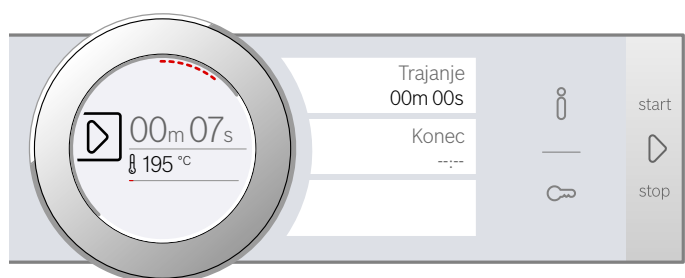 00m 07s
195 °C
Trajanje
00m 00s
Konec
--:--
start
stop